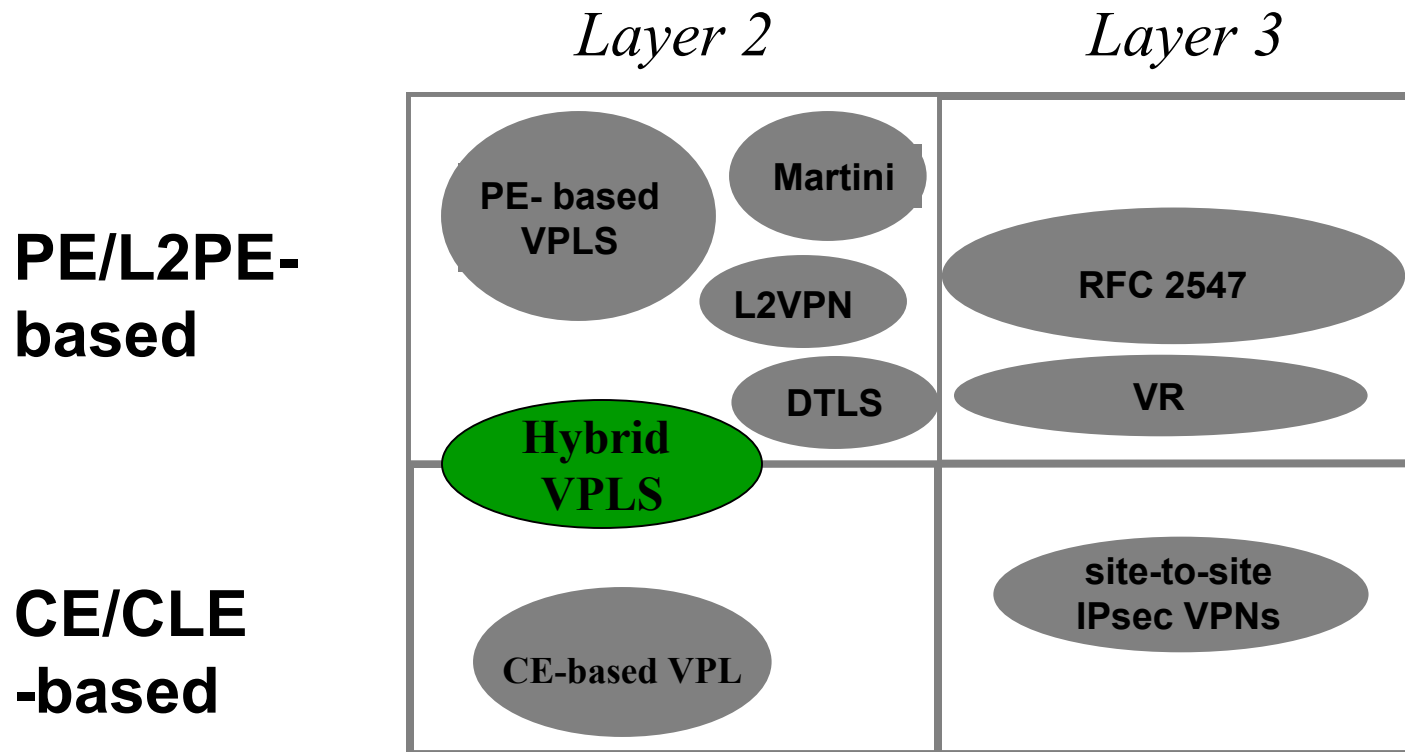 Layer 2
Layer 3
PE/L2PE-
based
PE- based
VPLS
Martini
L2VPN
DTLS
RFC 2547
VR
Hybrid
VPLS
CE/CLE
-based
CE-based VPL
site-to-site
IPsec VPNs